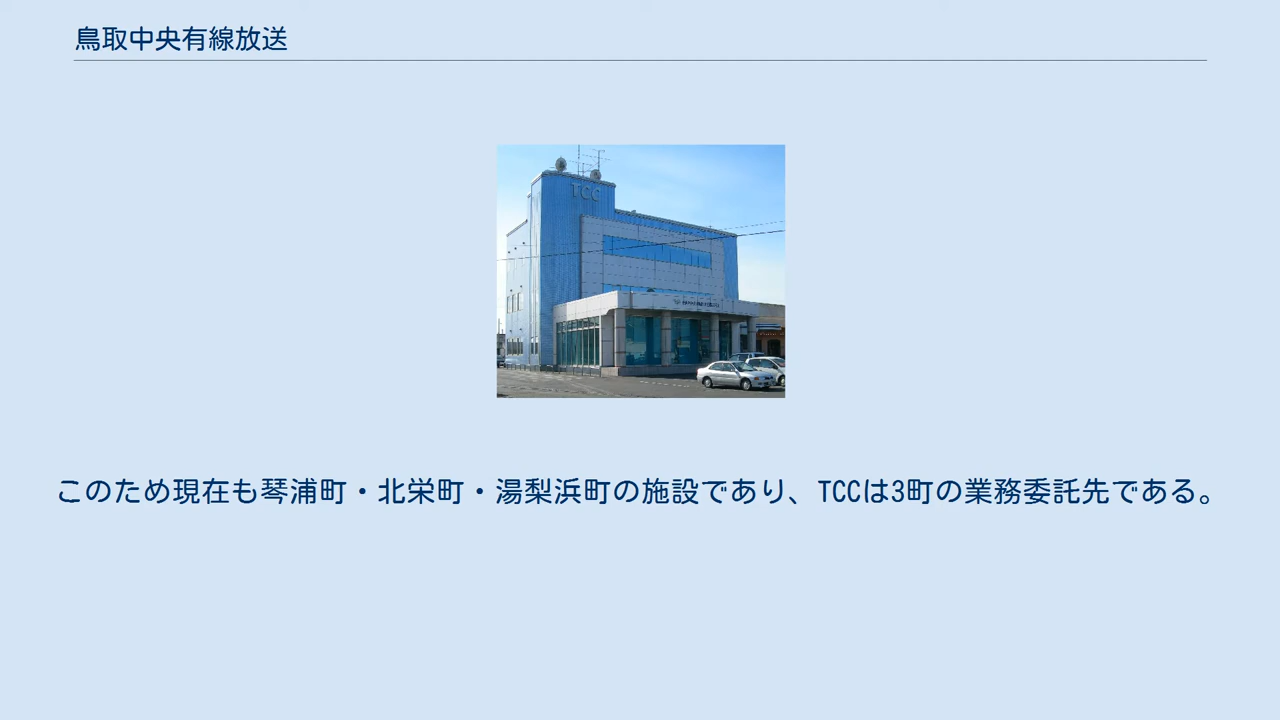 鳥取中央有線放送
TCC
このため現在も琴浦町・北栄町・湯梨浜町の施設であり、TCCは3町の業務委託先である。